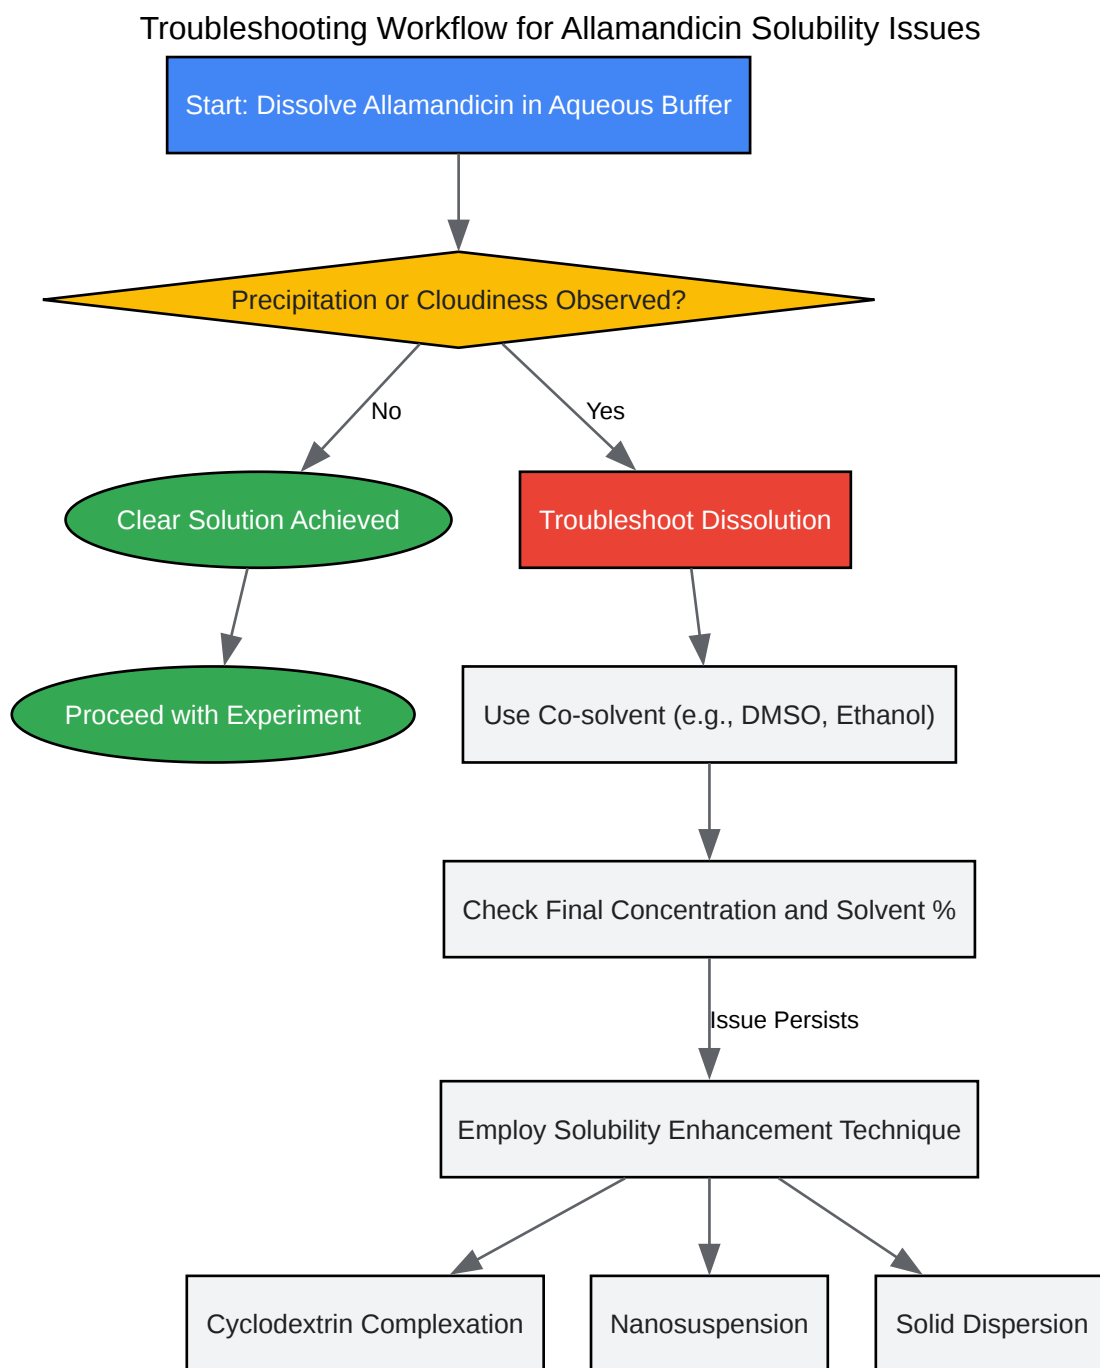 Troubleshooting Workflow for Allamandicin Solubility Issues
Start: Dissolve Allamandicin in Aqueous Buffer
Precipitation or Cloudiness Observed?
No
Yes
Clear Solution Achieved
Troubleshoot Dissolution
Proceed with Experiment
Use Co-solvent (e.g., DMSO, Ethanol)
Check Final Concentration and Solvent %
Issue Persists
Employ Solubility Enhancement Technique
Cyclodextrin Complexation
Nanosuspension
Solid Dispersion